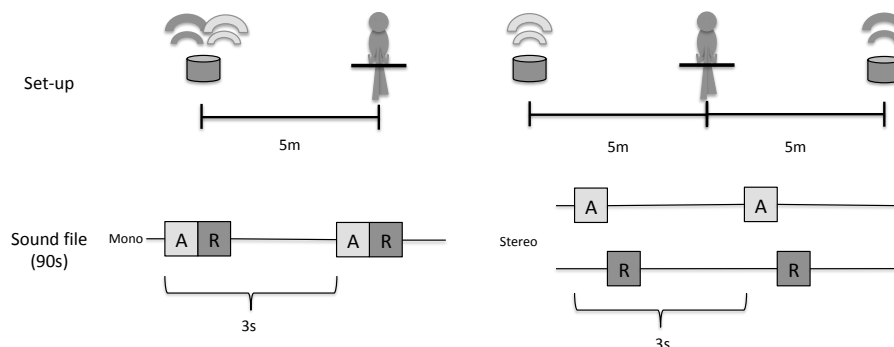 Set-up
5m
5m
5m
A
A
Sound file
(90s)
Mono
A
R
A
R
Stereo
R
R
3s
3s